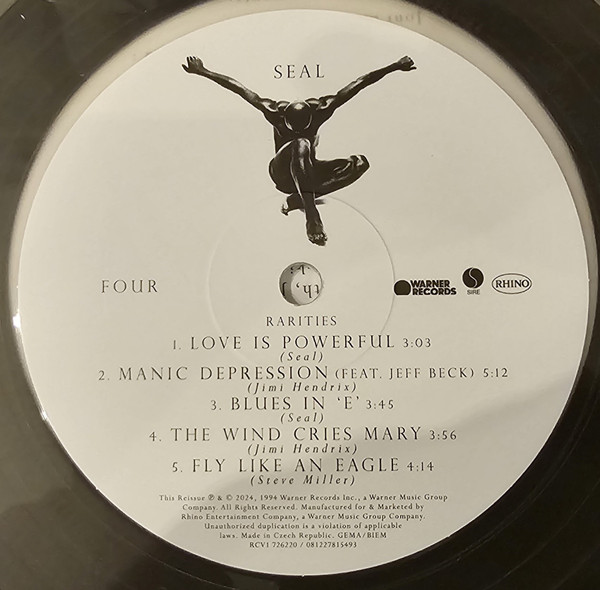 SEAL
FOUR
WARNER RECORDS
SIRE
RHINO
RARITIES
1. LOVE IS POWERFUL 3:03
(Seal)
2. MANIC DEPRESSION (FEAT. JEFF BECK) 5:12
(Jimi Hendrix)
3. BLUES IN ‘E’ 3:45
(Seal)
4. THE WIND CRIES MARY 3:56
(Jimi Hendrix)
5. FLY LIKE AN EAGLE 4:14
(Steve Miller)
This Reissue ℗ & © 2024, 1994 Warner Records Inc., a Warner Music Group
Company. All Rights Reserved. Manufactured for & Marketed by
Rhino Entertainment Company, a Warner Music Group Company.
Unauthorized duplication is a violation of applicable
laws. Made in Czech Republic. GEMA/BIEM
RCV1 726220 / 081227815493